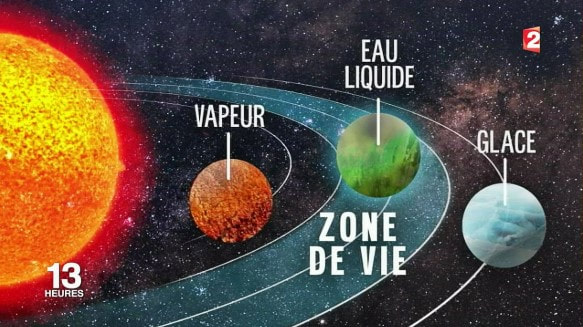 EAU
LIQUIDE
2
VAPEUR
GLACE
ZONE
DE VIE
13
HEURES